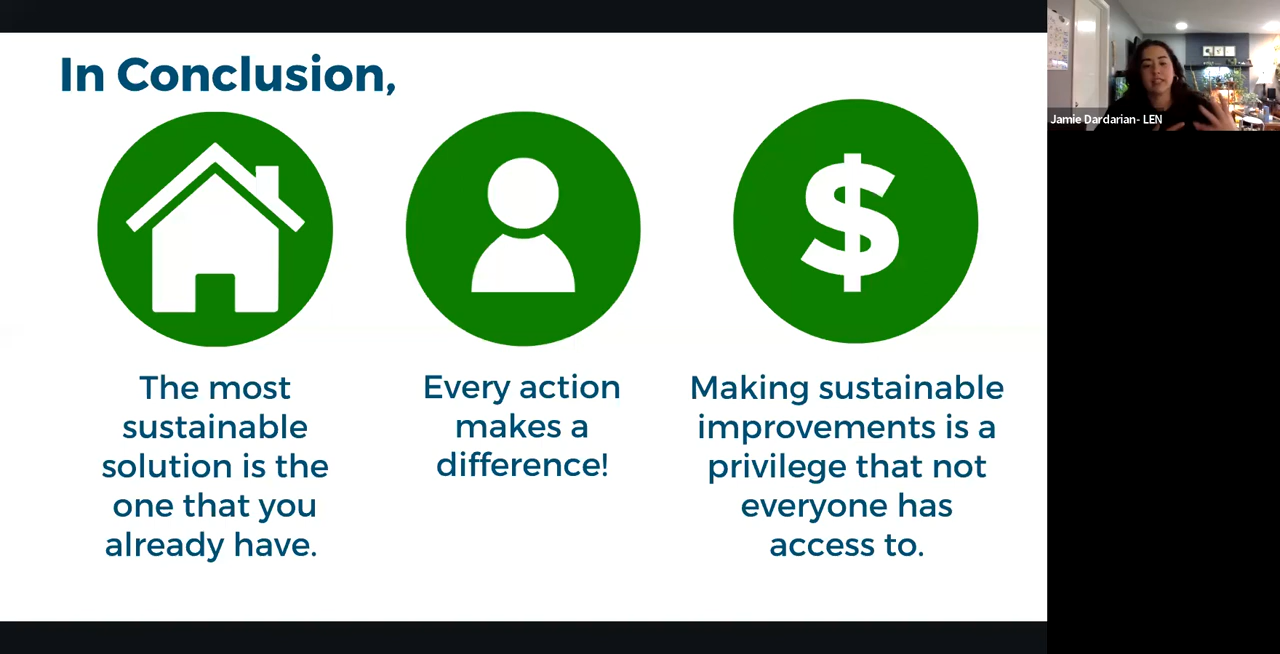 In Conclusion,
Jamie Dardarian- LEN
$
The most
sustainable
solution is the
one that you
already have.
Every action
makes a
difference!
Making sustainable
improvements is a
privilege that not
everyone has
access to.